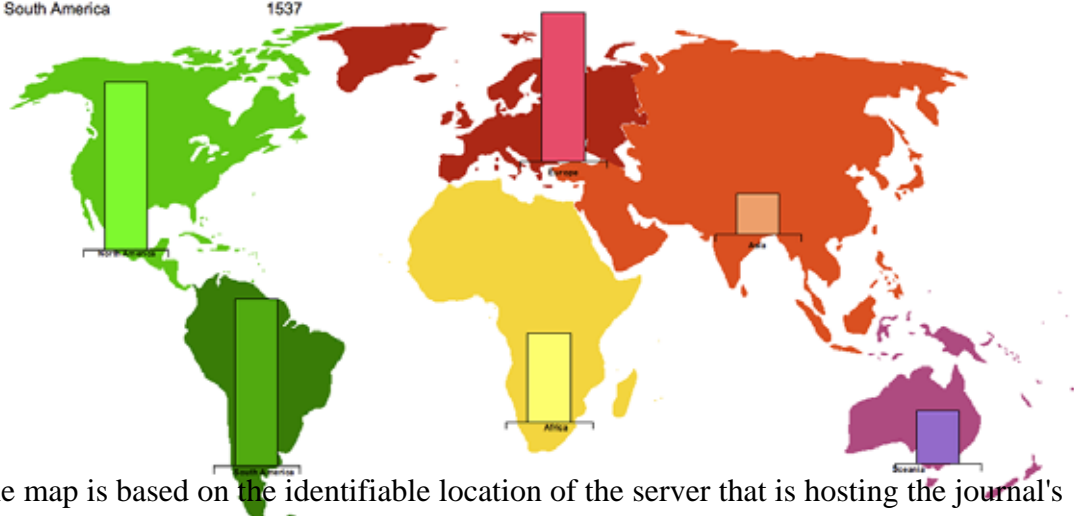 South America 1537
Europe
Asia
North America
Africa
Oceania
South America
e map is based on the identifiable location of the server that is hosting the journal's